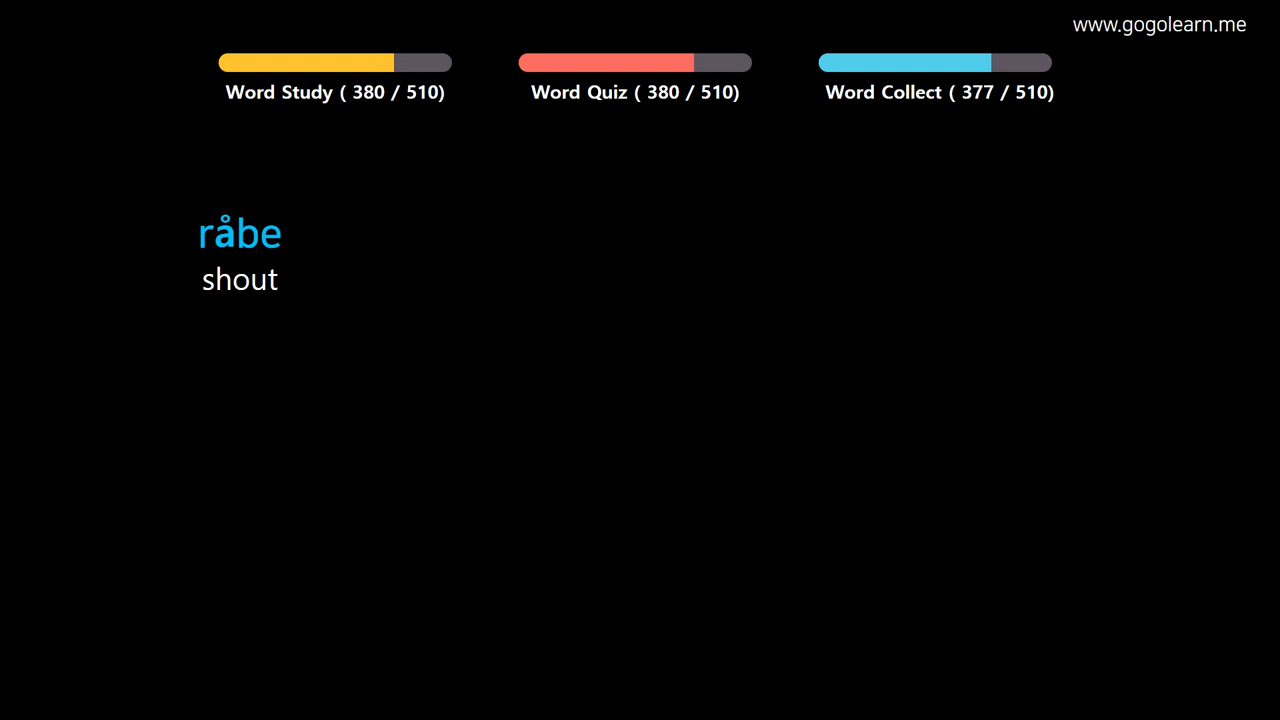 www.gogolearn.me
Word Study ( 380 / 510)
Word Quiz ( 380 / 510)
Word Collect ( 377 / 510)
råbe
shout